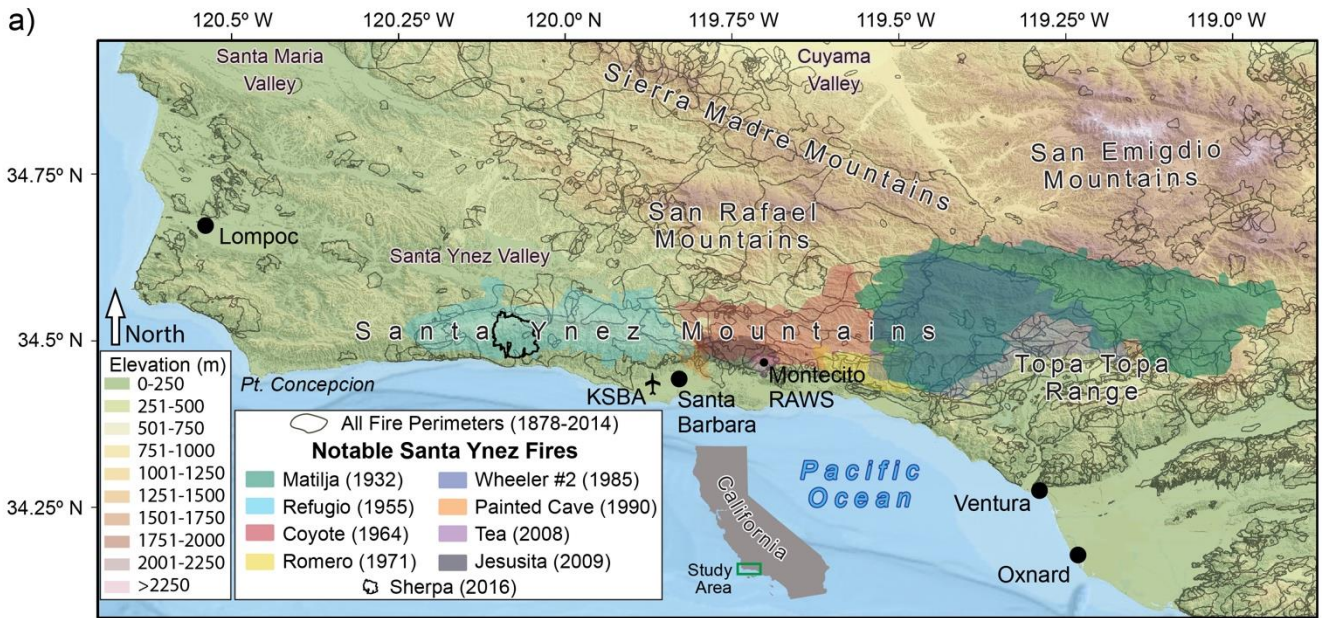 a)
120.5° W
120.25° W
120.0° W
119.75° W
119.5° W
119.25° W
119.0° W
Santa Maria
Valley
Cuyama
Valley
Sierra Madre Mountains
San Emigdio
Mountains
34.75° N
San Rafael
Mountains
Lompoc
Santa Ynez Valley
North
34.5° N
Santa Ynez Mountains
Topa Topa
Range
Pt. Concepcion
KSBA
Santa
Barbara
Montecito
RAWS
Elevation (m)
0-250
251-500
501-750
751-1000
1001-1250
1251-1500
1501-1750
1751-2000
2001-2250
>2250
34.25° N
All Fire Perimeters (1878-2014)
Notable Santa Ynez Fires
Matilja (1932)
Refugio (1955)
Coyote (1964)
Romero (1971)
Wheeler #2 (1985)
Painted Cave (1990)
Tea (2008)
Jesusita (2009)
Sherpa (2016)
California
Study
Area
Pacific
Ocean
Ventura
Oxnard